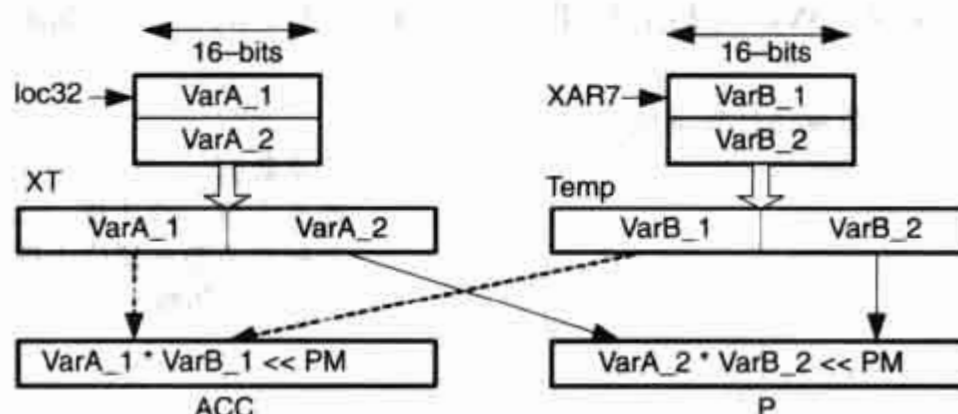 16–bits
16–bits
loc32
VarA_1
XAR7
VarB_1
VarA_2
VarB_2
XT
Temp
VarA_1
VarA_2
VarB_1
VarB_2
VarA_1 * VarB_1 << PM
VarA_2 * VarB_2 << PM
ACC
P